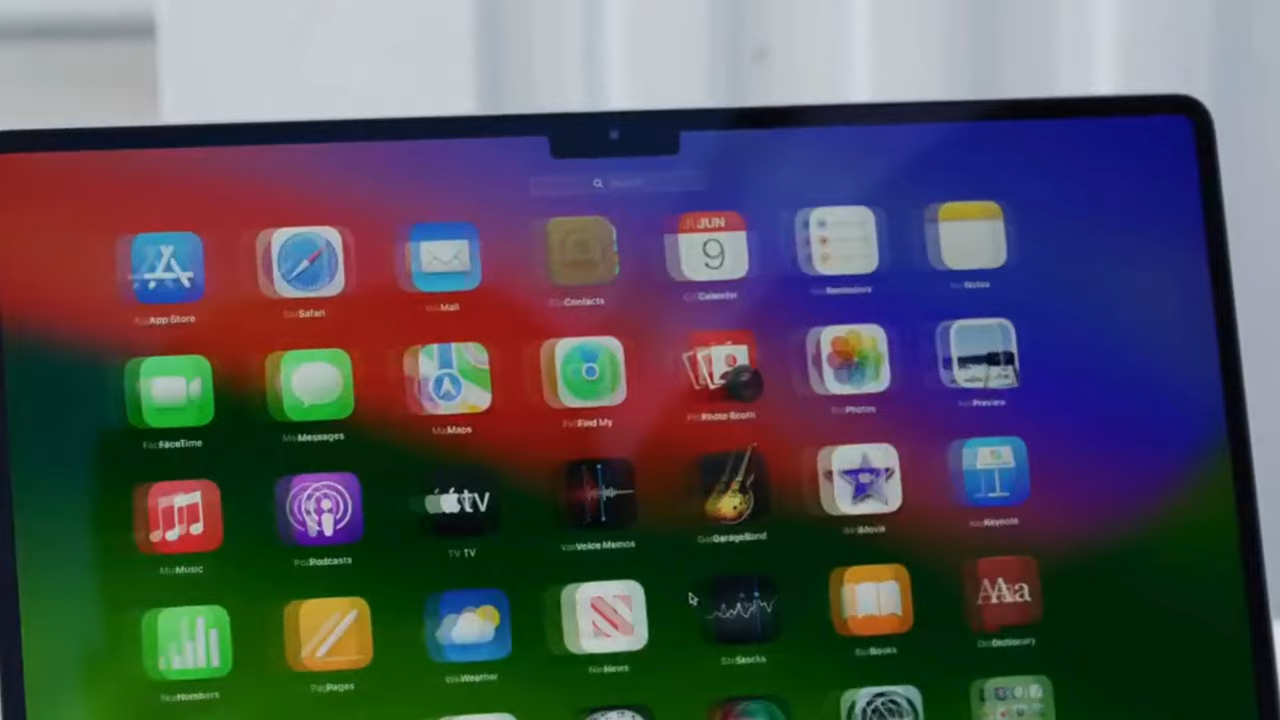 Search
JUN
9
App Store
Safari
Mail
Contacts
Calendar
Reminders
Notes
FaceTime
Messages
Maps
Find My
Photo Booth
Photos
Preview
tv
Music
Podcasts
TV
Voice Memos
GarageBand
iMovie
Keynote
Aa
Numbers
Pages
Weather
News
Stocks
Books
Dictionary